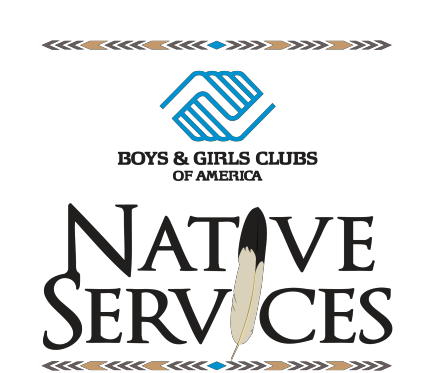 BOYS & GIRLS CLUBS
OF AMERICA
NATIVE
SERVICES